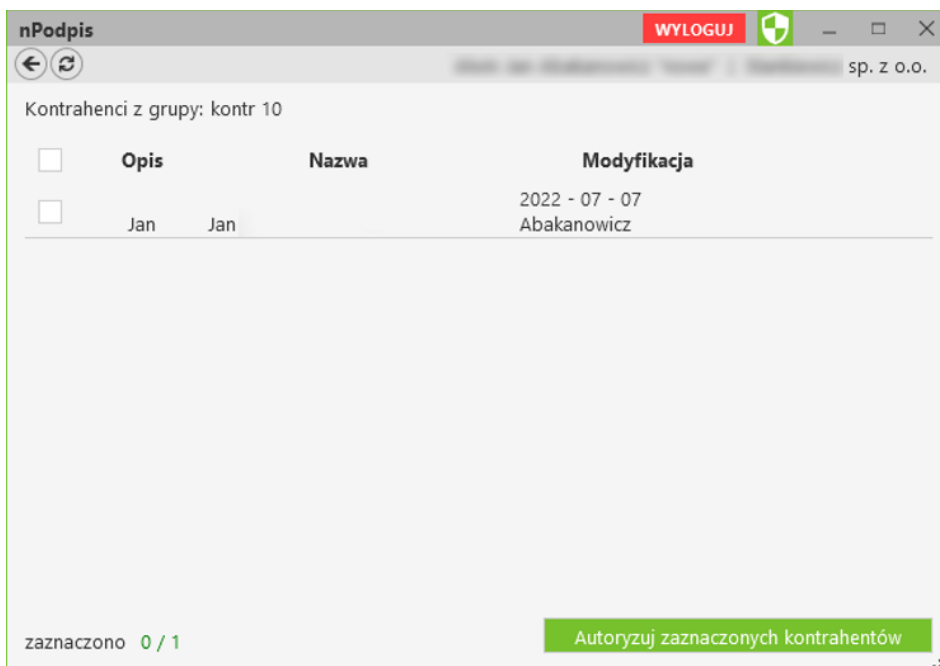 nPodpis WYLOGUJ
sp. z o.o.
Kontrahenci z grupy: kontr 10
Opis Nazwa Modyfikacja
2022 - 07 - 07
Jan Jan Abakanowicz
zaznaczono 0 / 1 Autoryzuj zaznaczonych kontrahentów